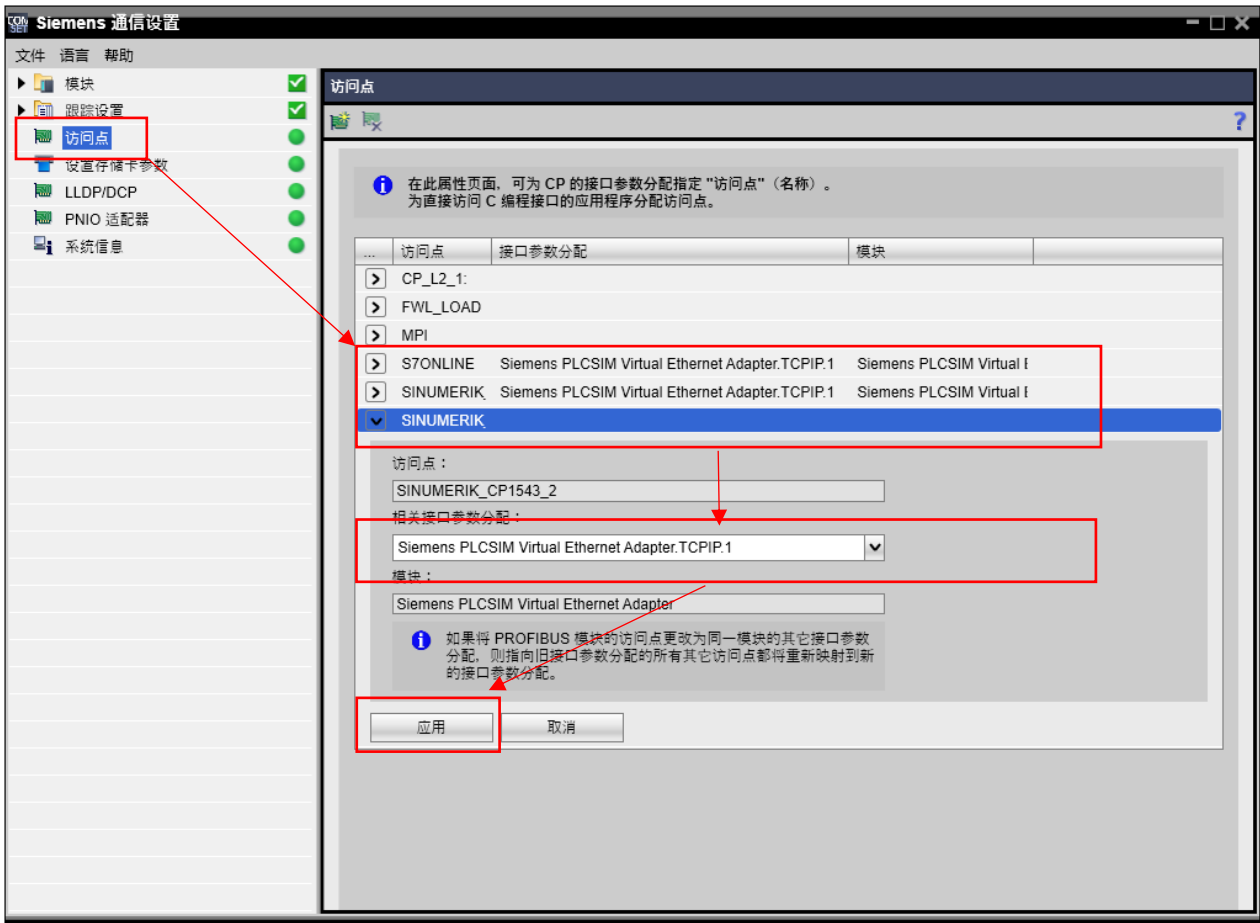 Siemens 通信设置
文件 语言 帮助
模块
跟踪设置
访问点
设置存储卡参数
LLDP/DCP
PNIO 适配器
系统信息
访问点
?
在此属性页面，可为 CP 的接口参数分配指定 "访问点"（名称）。
为直接访问 C 编程接口的应用程序分配访问点。
... 访问点 接口参数分配 模块
CP_L2_1:
FWL_LOAD
MPI
S7ONLINE Siemens PLCSIM Virtual Ethernet Adapter.TCPIP.1 Siemens PLCSIM Virtual E
SINUMERIK_ Siemens PLCSIM Virtual Ethernet Adapter.TCPIP.1 Siemens PLCSIM Virtual E
SINUMERIK_
访问点：
SINUMERIK_CP1543_2
相关接口参数分配：
Siemens PLCSIM Virtual Ethernet Adapter.TCPIP.1
模块：
Siemens PLCSIM Virtual Ethernet Adapter
如果将 PROFIBUS 模块的访问点更改为同一模块的其它接口参数
分配，则指向旧接口参数分配的所有其它访问点都将重新映射到新
的接口参数分配。
应用 取消